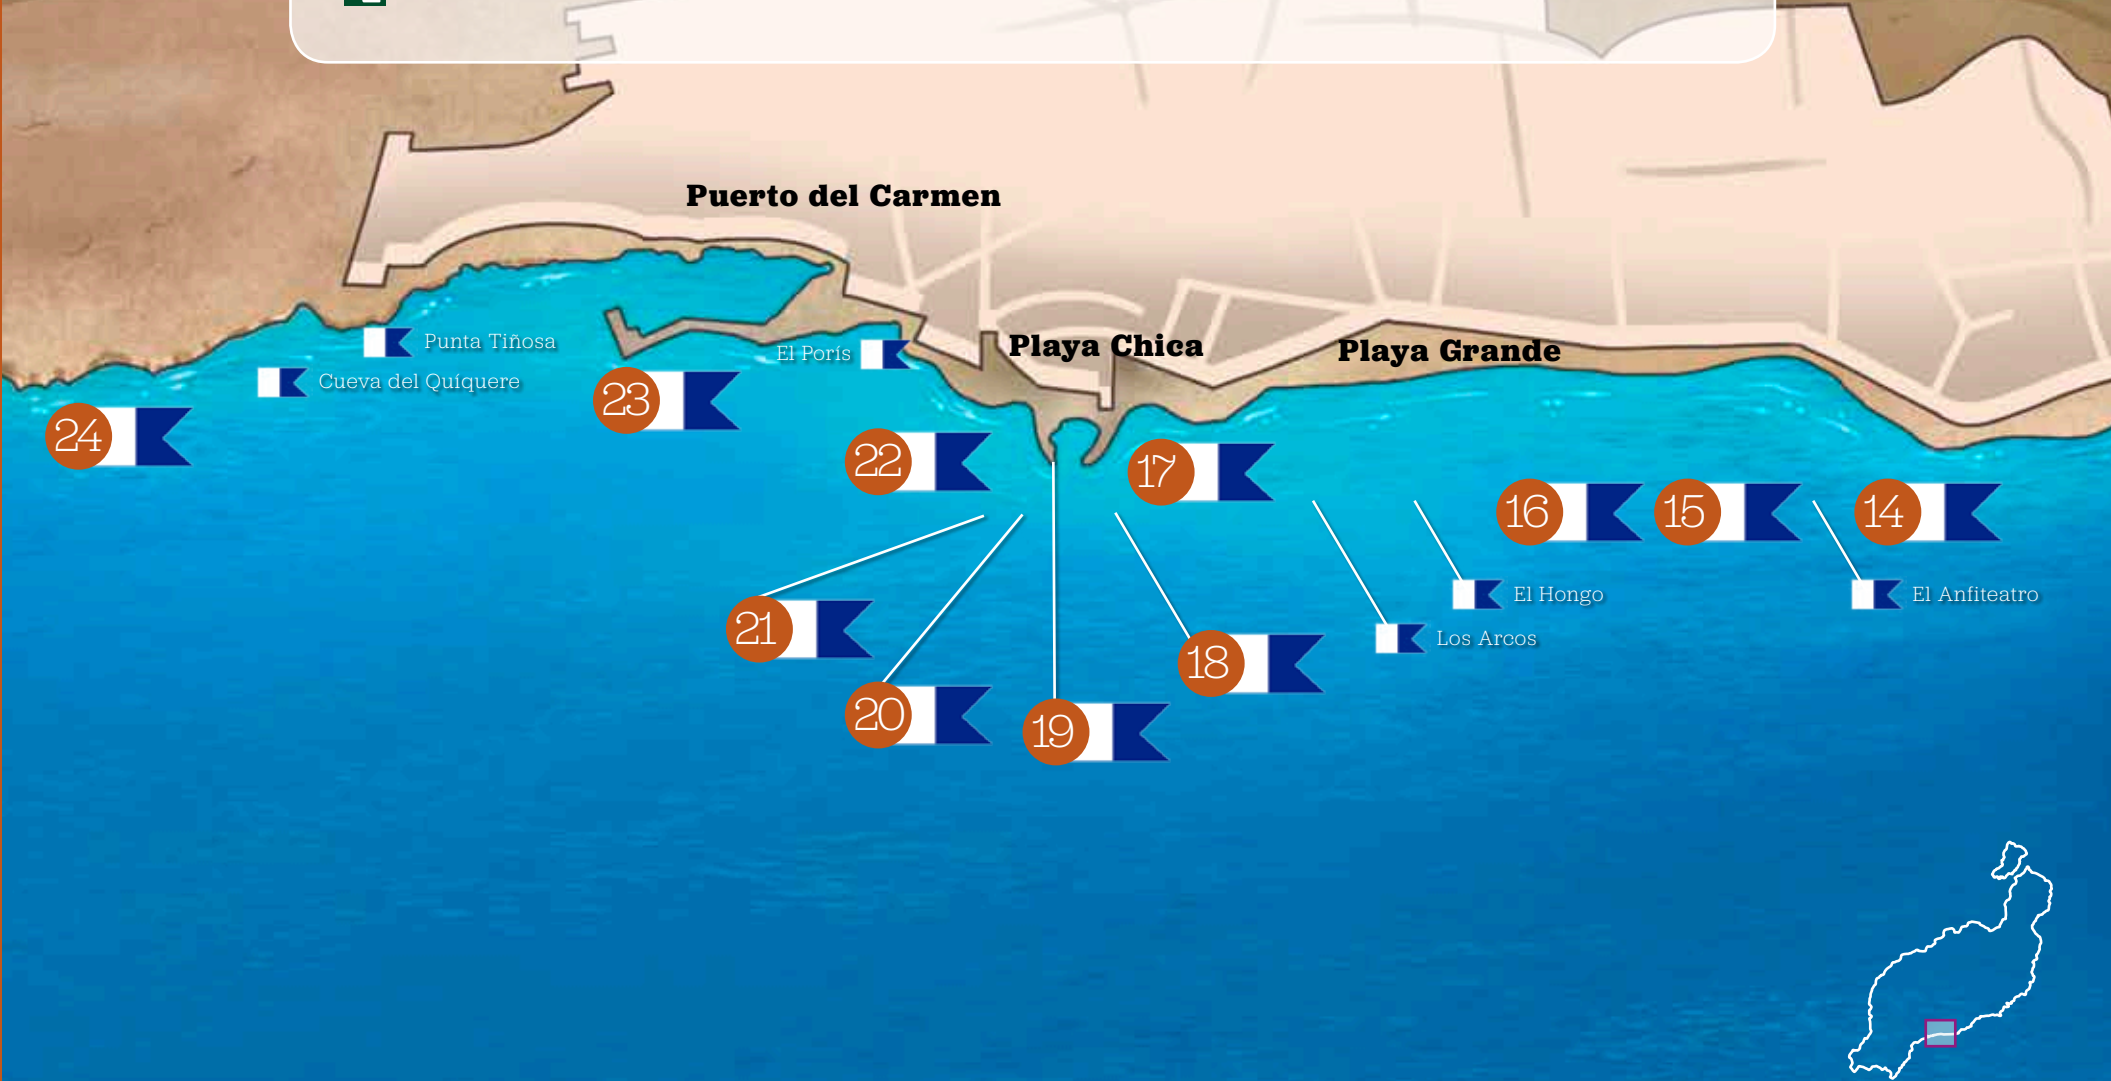 Puerto del Carmen
Punta Tiñosa
El Porís
Playa Chica
Playa Grande
Cueva del Quíquere
24
23
22
17
16
15
14
21
18
El Hongo
El Anfiteatro
Los Arcos
20
19